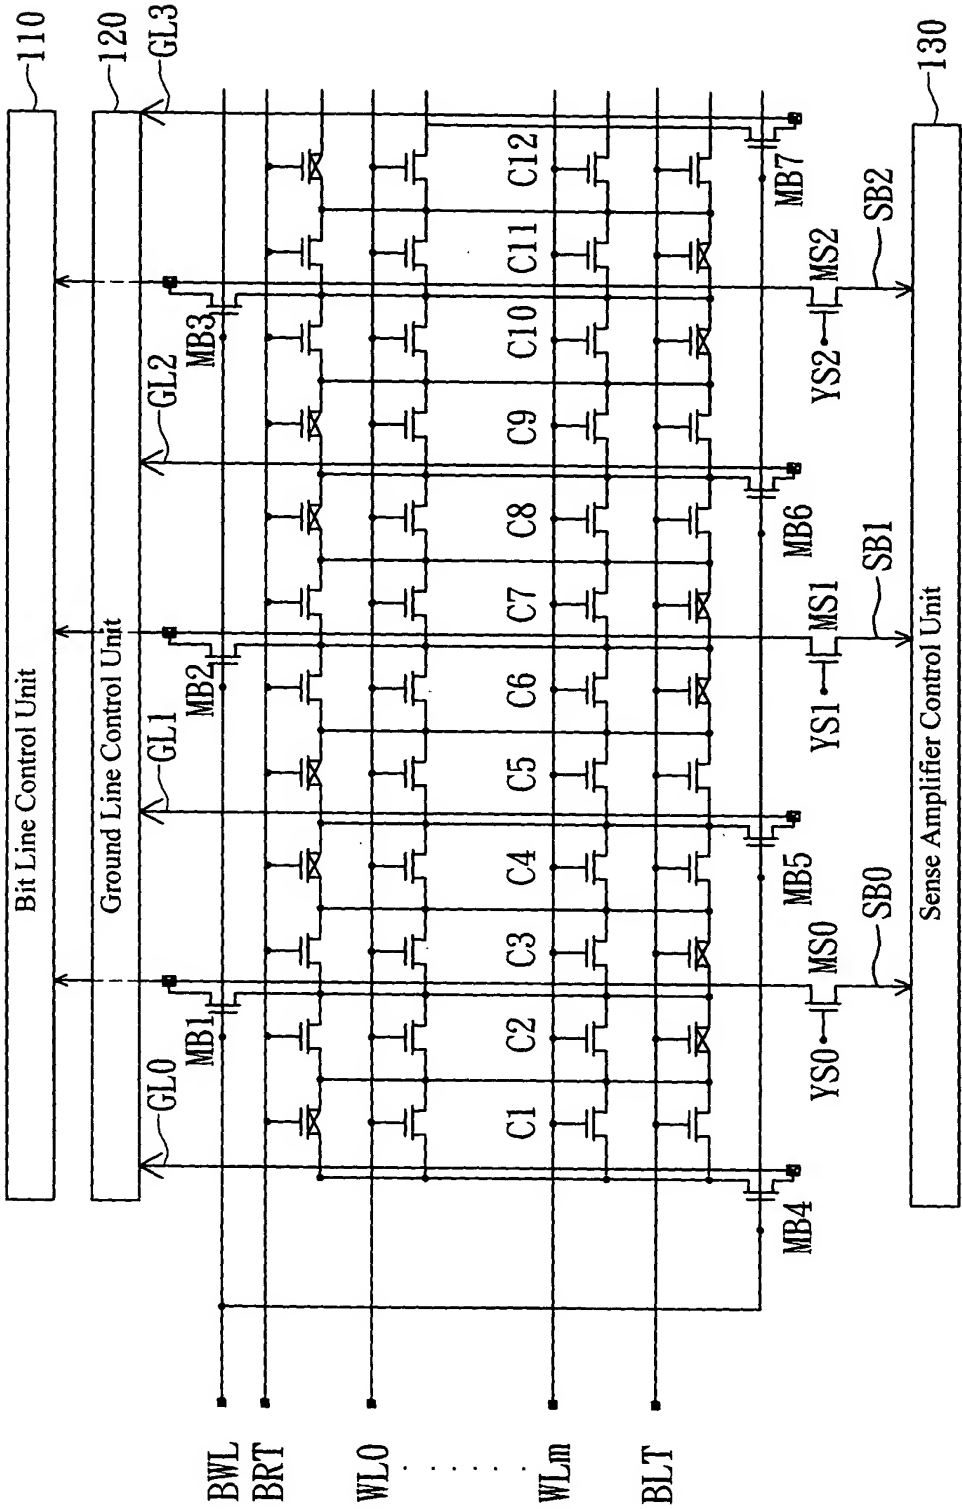 Bit Line Control Unit
110
Ground Line Control Unit
120
GL0
GL1
GL2
GL3
BWL
MB1
MB2
MB3
BRT
WL0
C1
C2
C3
C4
C5
C6
C7
C8
C9
C10
C11
C12
WLm
BLT
MB4
MB5
MB6
MB7
YS0
MS0
YS1
MS1
YS2
MS2
SB0
SB1
SB2
Sense Amplifier Control Unit
130